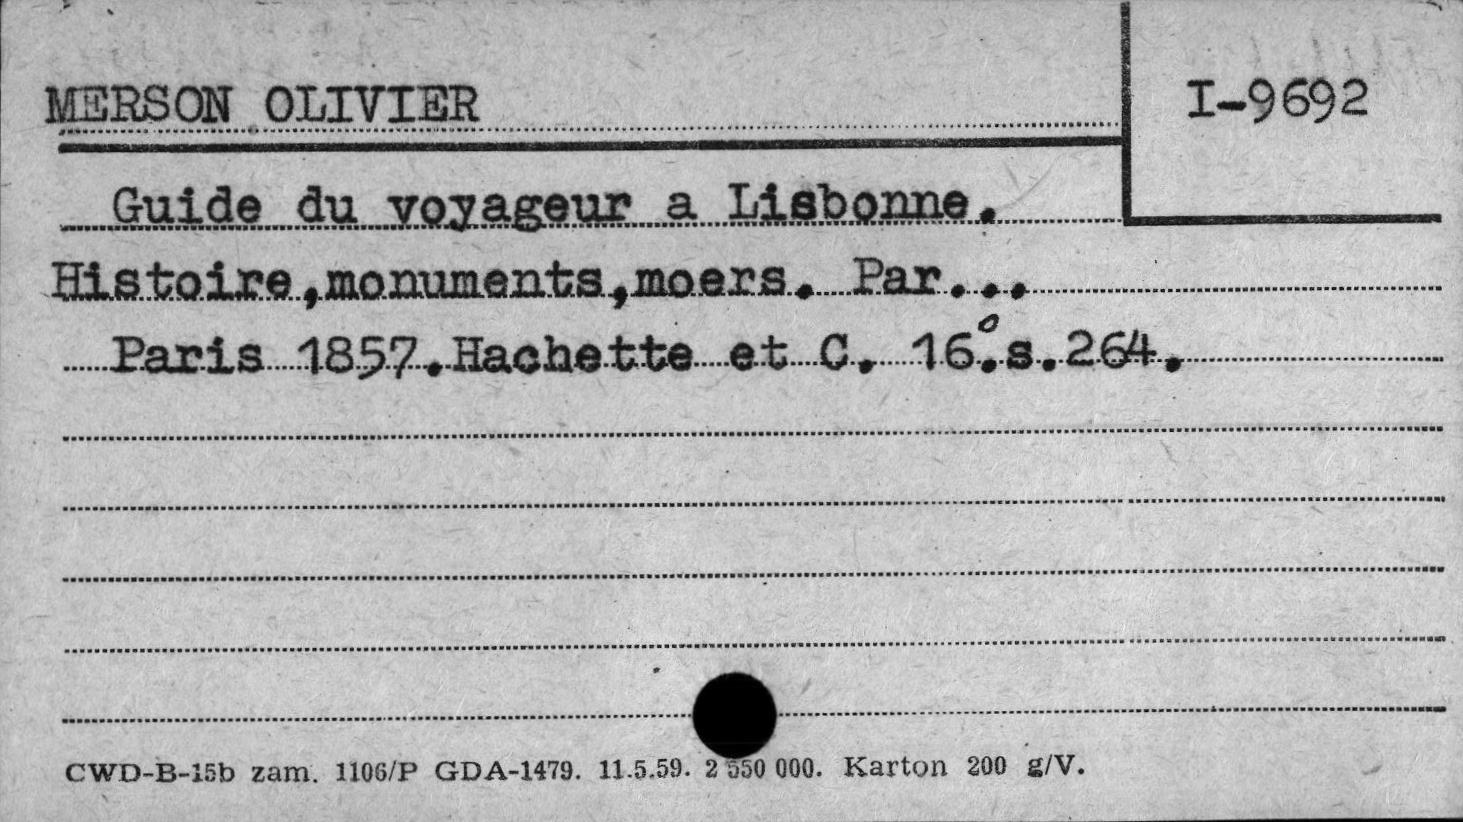 MERSON OLIVIER
I-9692
Guide du voyageur a Lisbonne.
Histoire,monuments,moers. Par...
Paris 1857.Hachette et C. 16°.s.264.
CWD-B-15b zam. 1106/P GDA-1479. 11.5.59. 2 550 000. Karton 200 g/V.